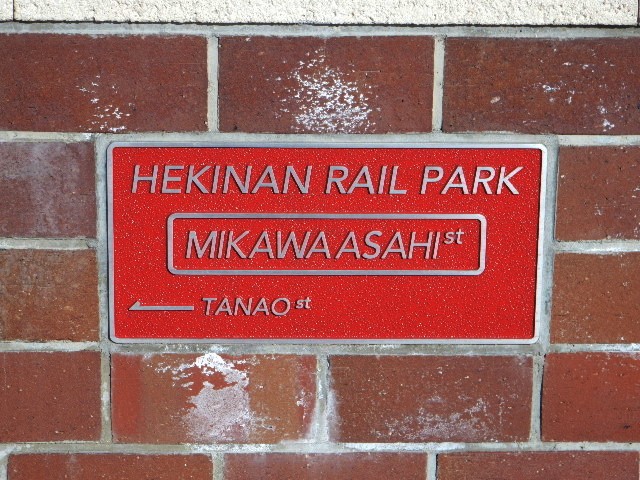 HEKINAN RAIL PARK
MIKAWA ASAHI st
← TANAO st